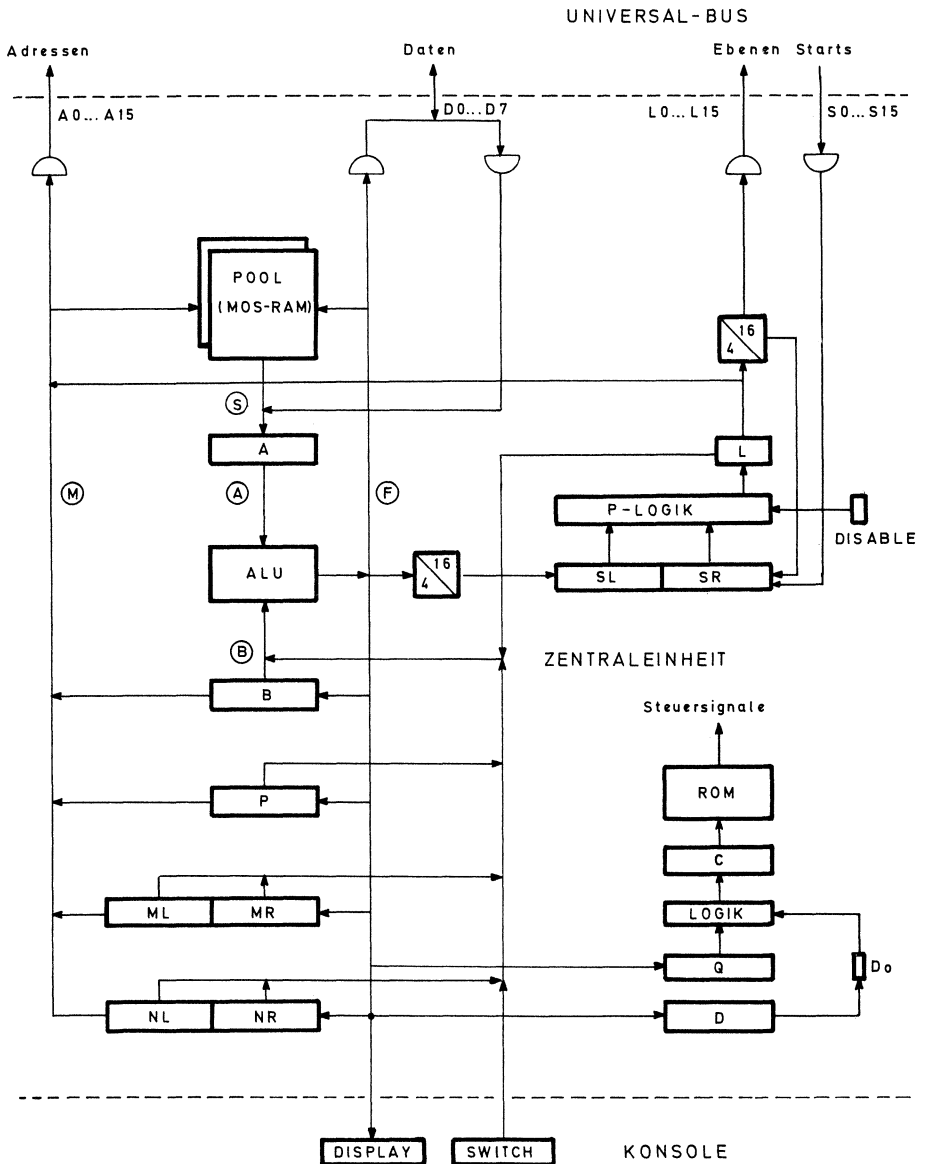 UNIVERSAL-BUS
Adressen
Daten
Ebenen
Starts
A0...A15
D0...D7
L0...L15
S0...S15
POOL
(MOS-RAM)
16
4
S
A
L
M
A
F
P-LOGIK
DISABLE
ALU
16
4
SL
SR
B
ZENTRALEINHEIT
B
Steuersignale
P
ROM
C
ML
MR
LOGIK
Q
Do
NL
NR
D
DISPLAY
SWITCH
KONSOLE